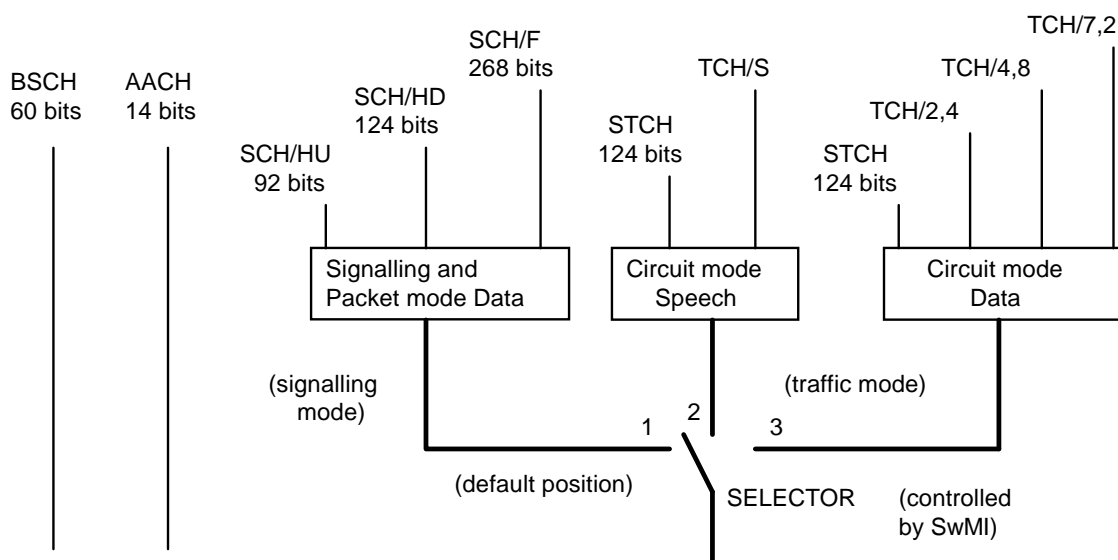 BSCH
60 bits
AACH
14 bits
SCH/HU
92 bits
SCH/HD
124 bits
SCH/F
268 bits
STCH
124 bits
TCH/S
STCH
124 bits
TCH/2,4
TCH/4,8
TCH/7,2
Signalling and
Packet mode Data
Circuit mode
Speech
Circuit mode
Data
(signalling
mode)
(traffic mode)
1
2
3
(default position)
SELECTOR
(controlled
by SwMI)